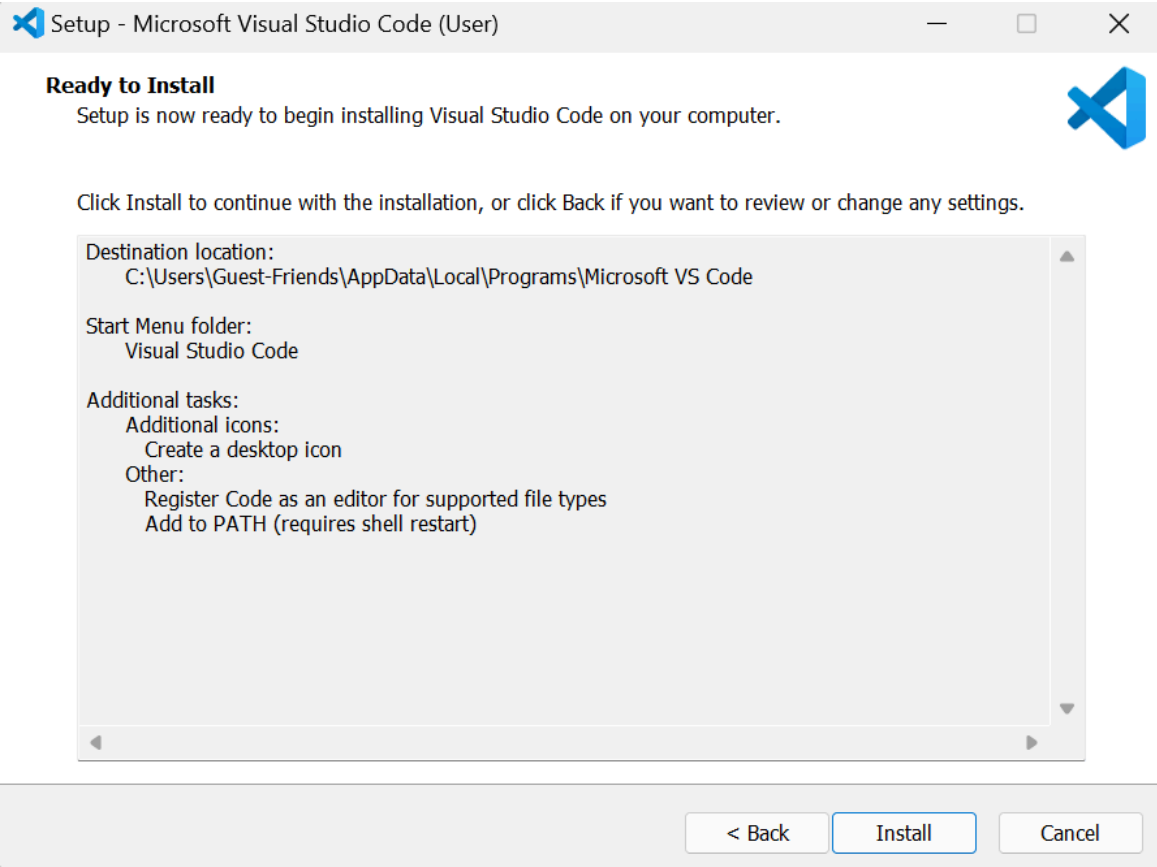 Setup - Microsoft Visual Studio Code (User)
Ready to Install
Setup is now ready to begin installing Visual Studio Code on your computer.
Click Install to continue with the installation, or click Back if you want to review or change any settings.
Destination location:
C:\Users\Guest-Friends\AppData\Local\Programs\Microsoft VS Code
Start Menu folder:
Visual Studio Code
Additional tasks:
Additional icons:
Create a desktop icon
Other:
Register Code as an editor for supported file types
Add to PATH (requires shell restart)
< Back
Install
Cancel